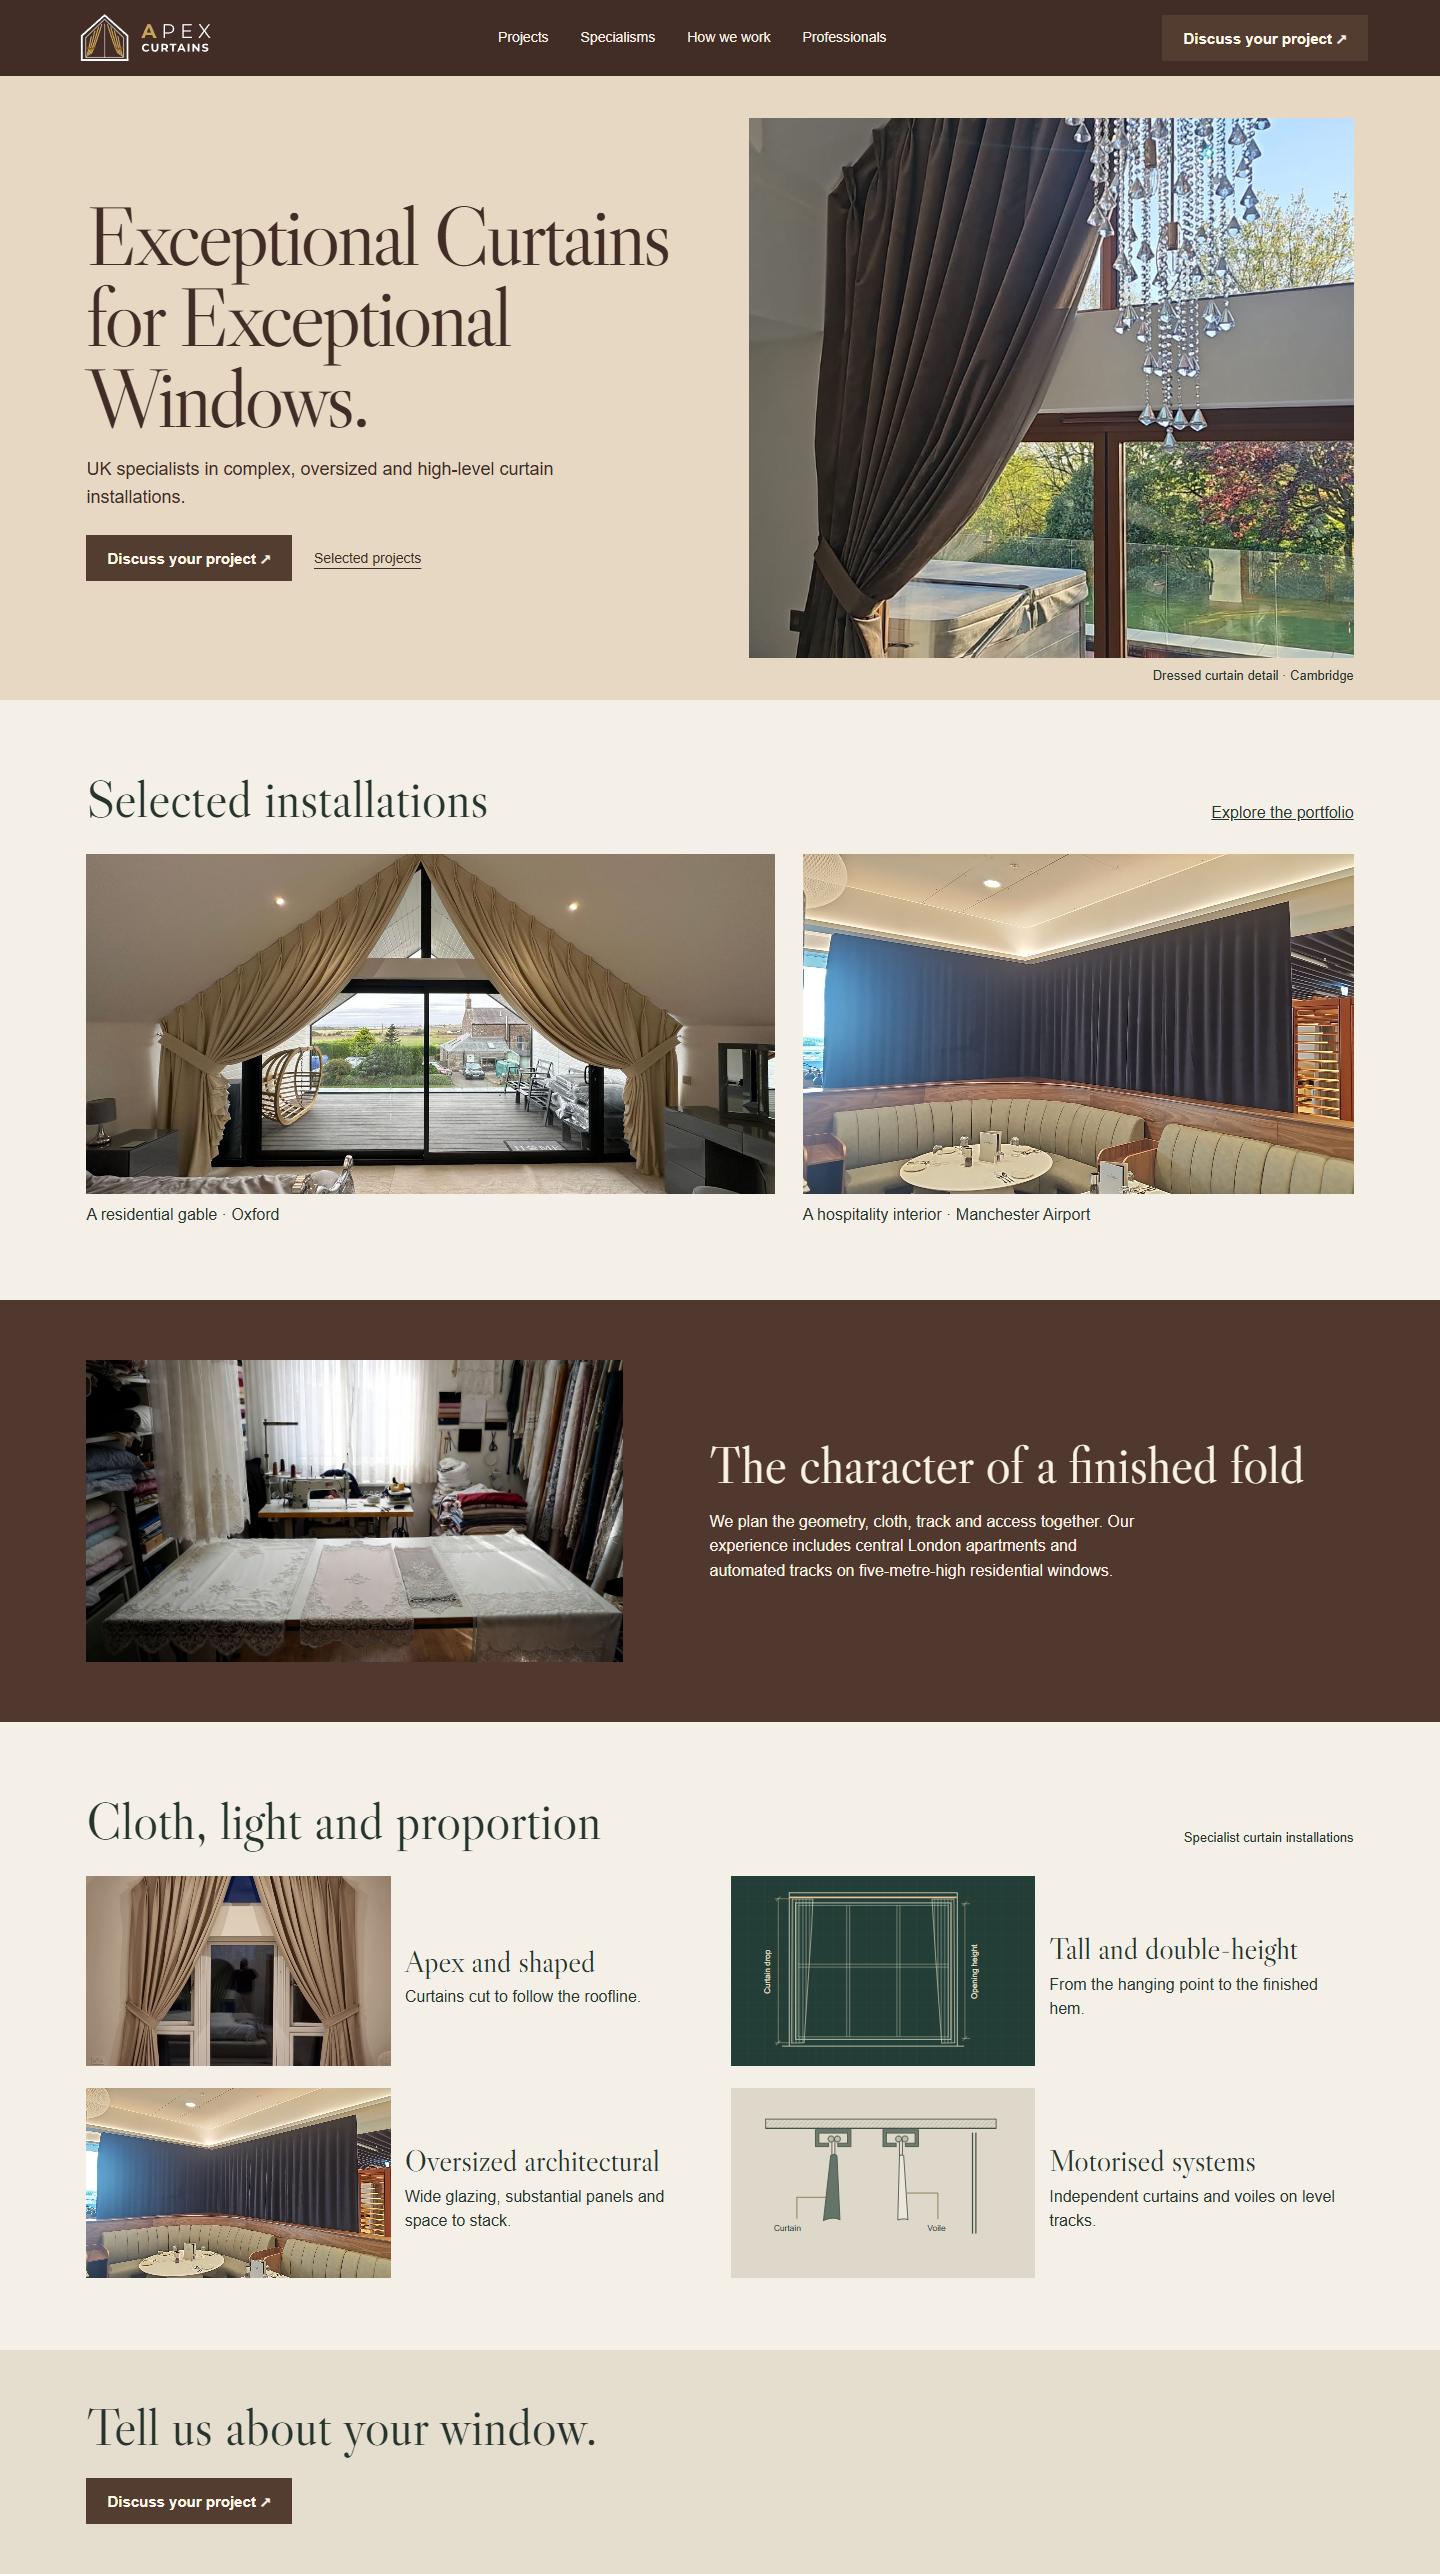 APEX
CURTAINS
Projects
Specialisms
How we work
Professionals
Discuss your project ↗
Exceptional Curtains
for Exceptional
Windows.
UK specialists in complex, oversized and high-level curtain
installations.
Discuss your project ↗
Selected projects
Dressed curtain detail · Cambridge
Selected installations
Explore the portfolio
A residential gable · Oxford
A hospitality interior · Manchester Airport
The character of a finished fold
We plan the geometry, cloth, track and access together. Our
experience includes central London apartments and
automated tracks on five-metre-high residential windows.
Cloth, light and proportion
Specialist curtain installations
Apex and shaped
Curtains cut to follow the roofline.
Curtain drop
Opening height
Tall and double-height
From the hanging point to the finished
hem.
Oversized architectural
Wide glazing, substantial panels and
space to stack.
Curtain
Voile
Motorised systems
Independent curtains and voiles on level
tracks.
Tell us about your window.
Discuss your project ↗